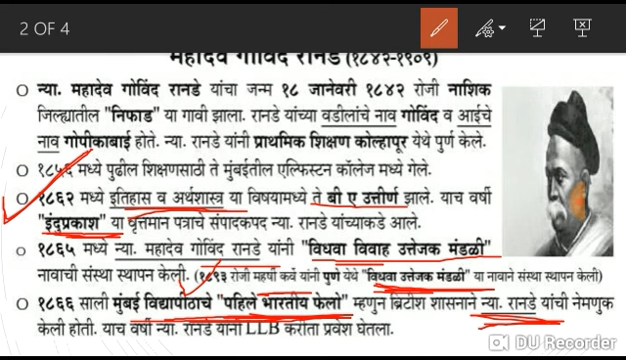 2 OF 4
महादेव गोविंद रानडे (१८४२-१९०१)
O न्या. महादेव गोविंद रानडे यांचा जन्म १८ जानेवारी १८४२ रोजी नाशिक
जिल्ह्यातील "निफाड" या गावी झाला. रानडे यांच्या वडीलांचे नाव गोविंद व आईचे
नाव गोपीकाबाई होते. न्या. रानडे यांनी प्राथमिक शिक्षण कोल्हापूर येथे पुर्ण केले.
O १८५६ मध्ये पुढील शिक्षणसाठी ते मुंबईतील एल्फिस्टन कॉलेज मध्ये गेले.
O १८६२ मध्ये इतिहास व अर्थशास्त्र या विषयामध्ये ते बी ए उत्तीर्ण झाले. याच वर्षी
"इंदुप्रकाश" या वृत्तमान पत्राचे संपादकपद न्या. रानडे यांच्याकडे आले.
O १८६५ मध्ये न्या. महादेव गोविंद रानडे यांनी "विधवा विवाह उत्तेजक मंडळी"
नावाची संस्था स्थापन केली. (१८९३ रोजी महर्षी कर्वे यांनी पुणे येथे "विधवा उत्तेजक मंडळी" या नावाने संस्था स्थापन केली)
O १८६६ साली मुंबई विद्यापीठाचे "पहिले भारतीय फेलो" म्हणुन ब्रिटीश शासनाने न्या. रानडे यांची नेमणुक
केली होती. याच वर्षी न्या. रानडे यांनी LLB करीता प्रवेश घेतला.
DU Recorder